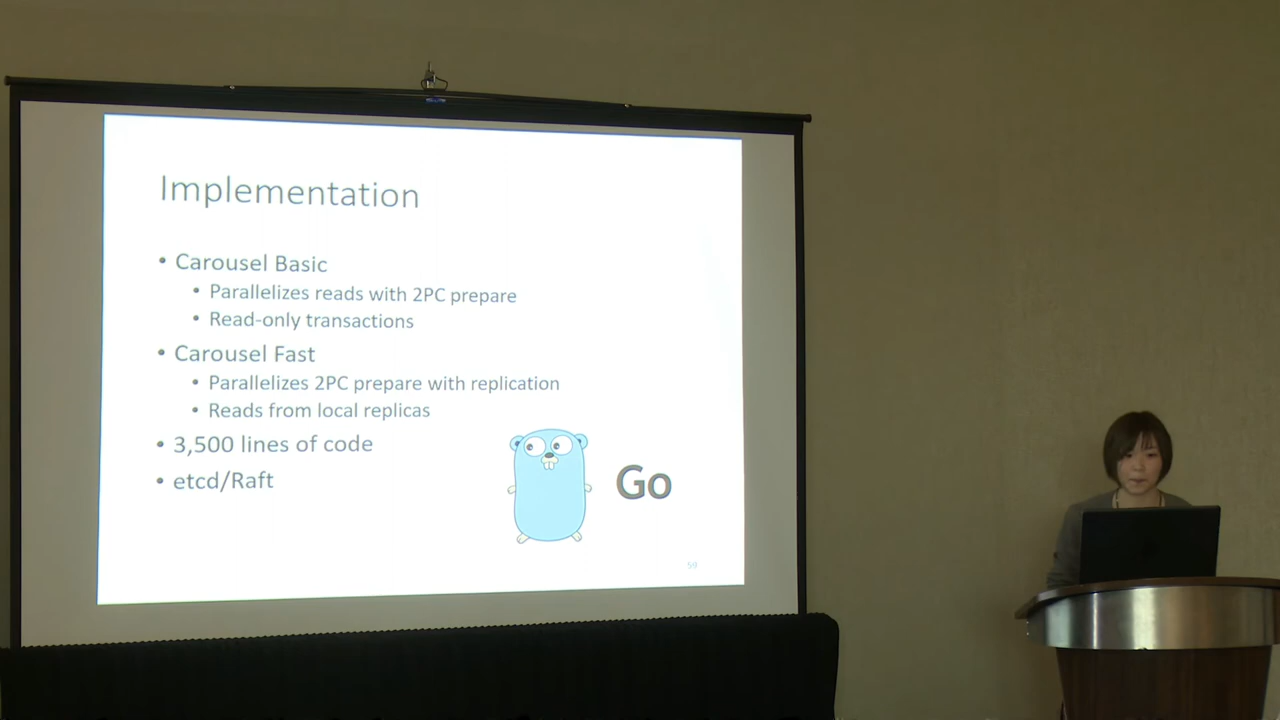 Implementation
• Carousel Basic
• Parallelizes reads with 2PC prepare
• Read-only transactions
• Carousel Fast
• Parallelizes 2PC prepare with replication
• Reads from local replicas
• 3,500 lines of code
• etcd/Raft
Go
59